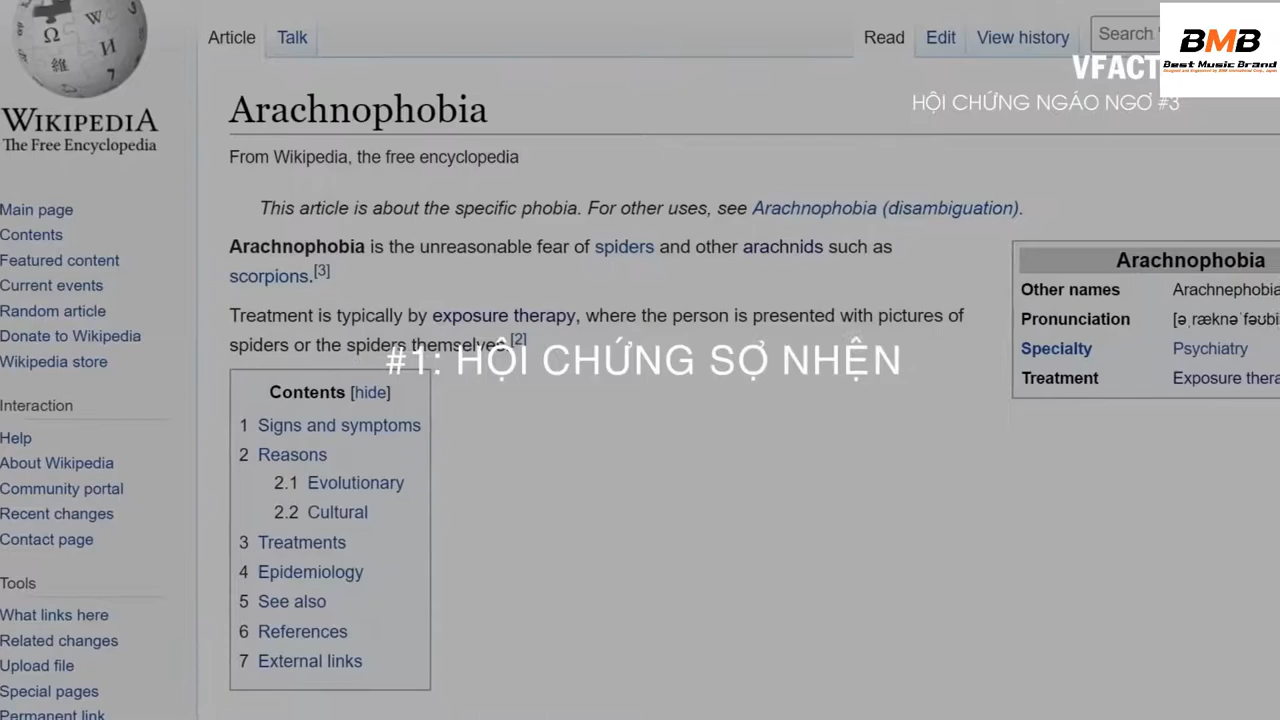 Article Talk Read Edit View history Search
BMB
Best Music Brand
VFACT
HỘI CHỨNG NGÁO NGƠ #3
WIKIPEDIA
The Free Encyclopedia
Arachnophobia
From Wikipedia, the free encyclopedia
This article is about the specific phobia. For other uses, see Arachnophobia (disambiguation).
Arachnophobia is the unreasonable fear of spiders and other arachnids such as
scorpions.[3]
Treatment is typically by exposure therapy, where the person is presented with pictures of
spiders or the spiders themselves.[2]
#1: HỘI CHỨNG SỢ NHỆN
Arachnophobia
Other names Arachnephobia
Pronunciation [əˌræknəˈfəʊbi
Specialty Psychiatry
Treatment Exposure thera
Contents [hide]
1 Signs and symptoms
2 Reasons
2.1 Evolutionary
2.2 Cultural
3 Treatments
4 Epidemiology
5 See also
6 References
7 External links
Main page
Contents
Featured content
Current events
Random article
Donate to Wikipedia
Wikipedia store
Interaction
Help
About Wikipedia
Community portal
Recent changes
Contact page
Tools
What links here
Related changes
Upload file
Special pages
Permanent link